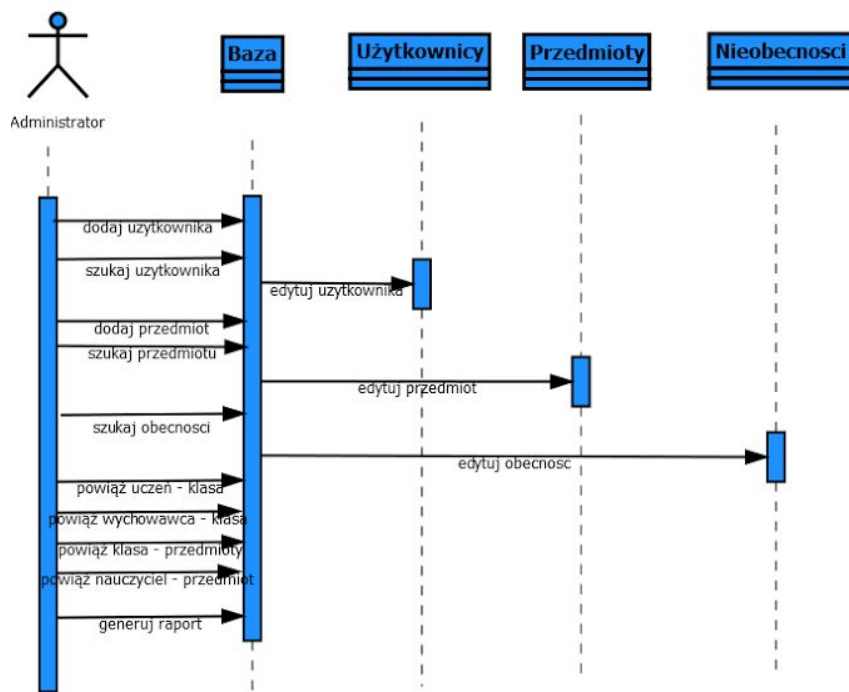 Baza
Użytkownicy
Przedmioty
Nieobecnosci
Administrator
dodaj uzytkownika
szukaj uzytkownika
edytuj uzytkownika
dodaj przedmiot
szukaj przedmiotu
edytuj przedmiot
szukaj obecnosci
edytuj obecnosc
powiąż uczeń - klasa
powiąż wychowawca - klasa
powiąż klasa - przedmioty
powiąż nauczyciel - przedmiot
generuj raport